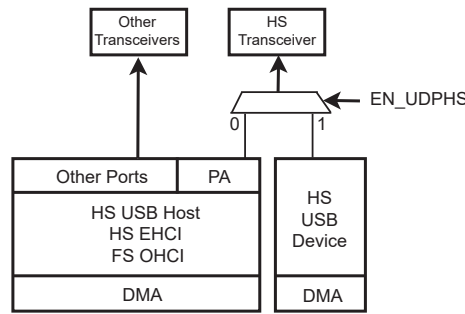 Other
Transceivers
HS
Transceiver
EN_UDPHS
0
1
Other Ports
PA
HS USB Host
HS EHCI
FS OHCI
DMA
HS
USB
Device
DMA